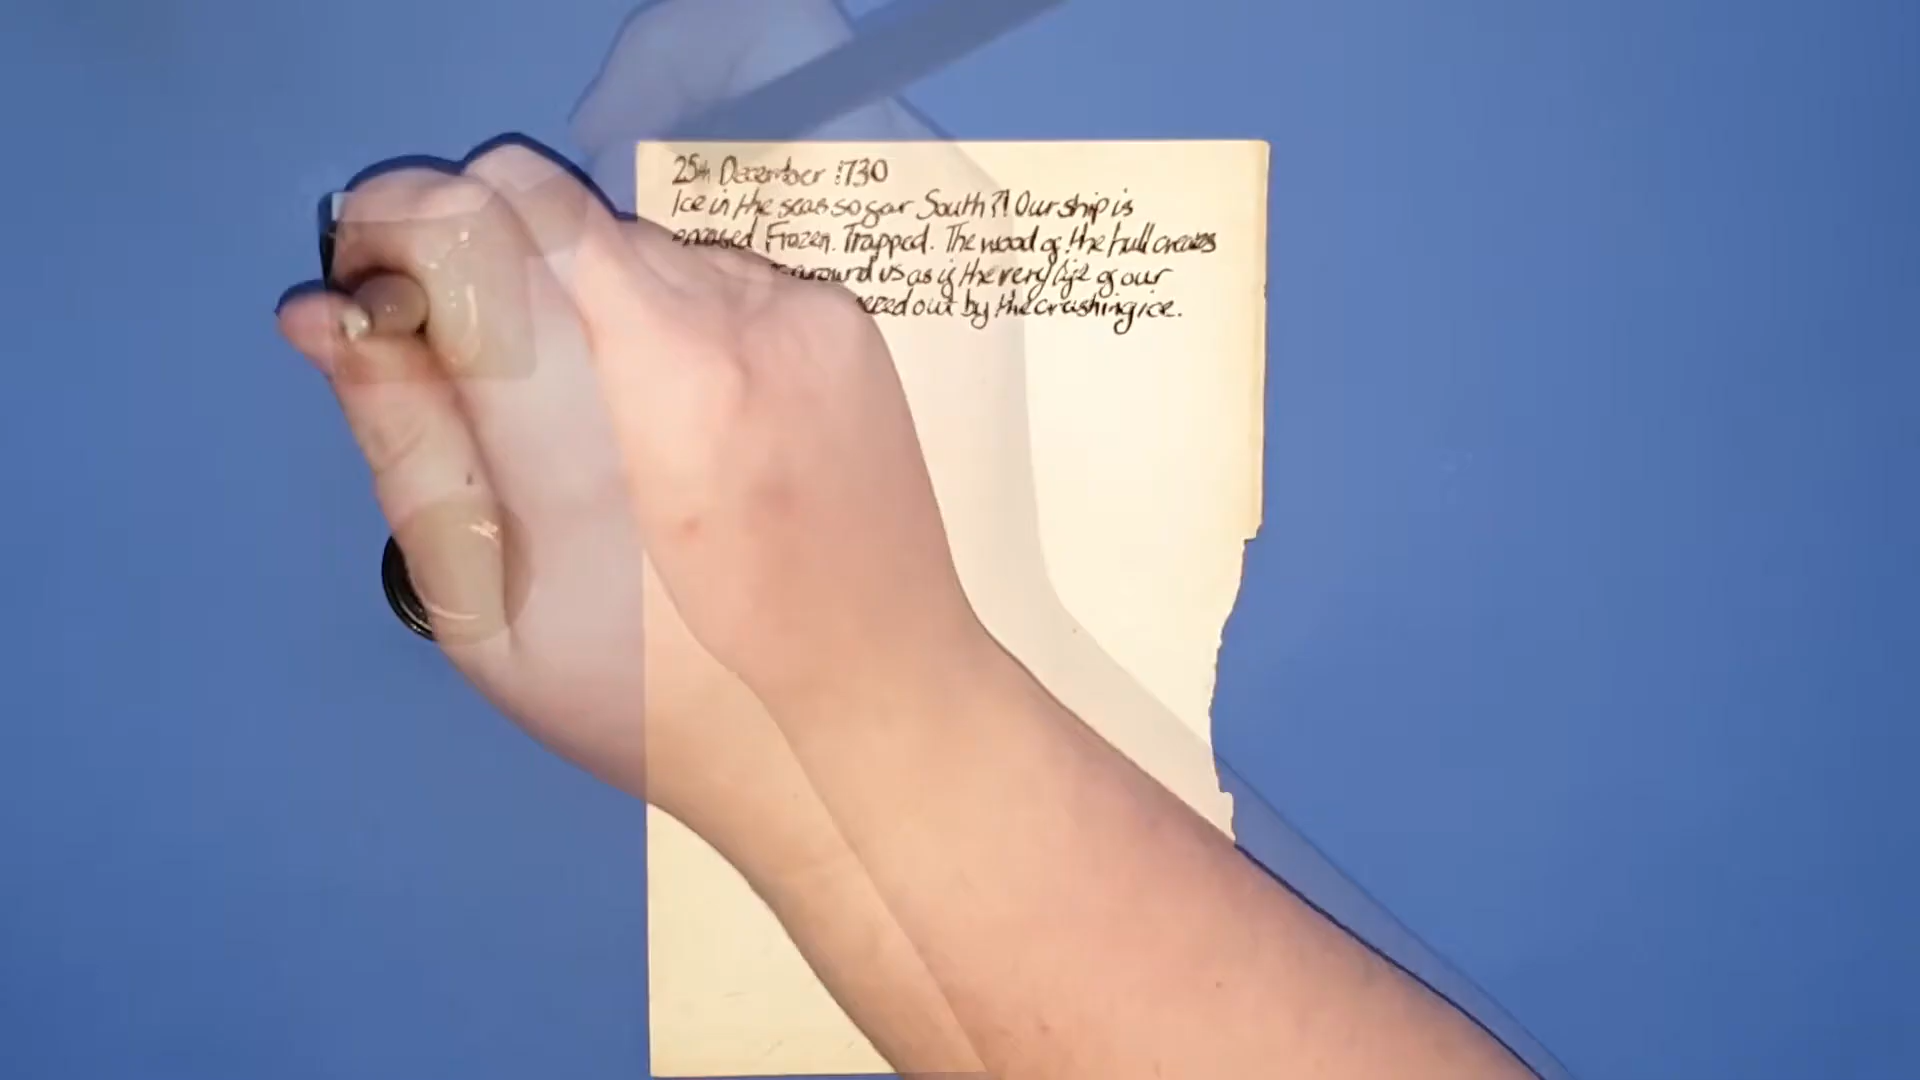 25th December 1730
Ice in the seas so far South?! Our ship is
encased. Frozen. Trapped. The wood of the hull creaks
around us as if the very life of our
out by the crushing ice.